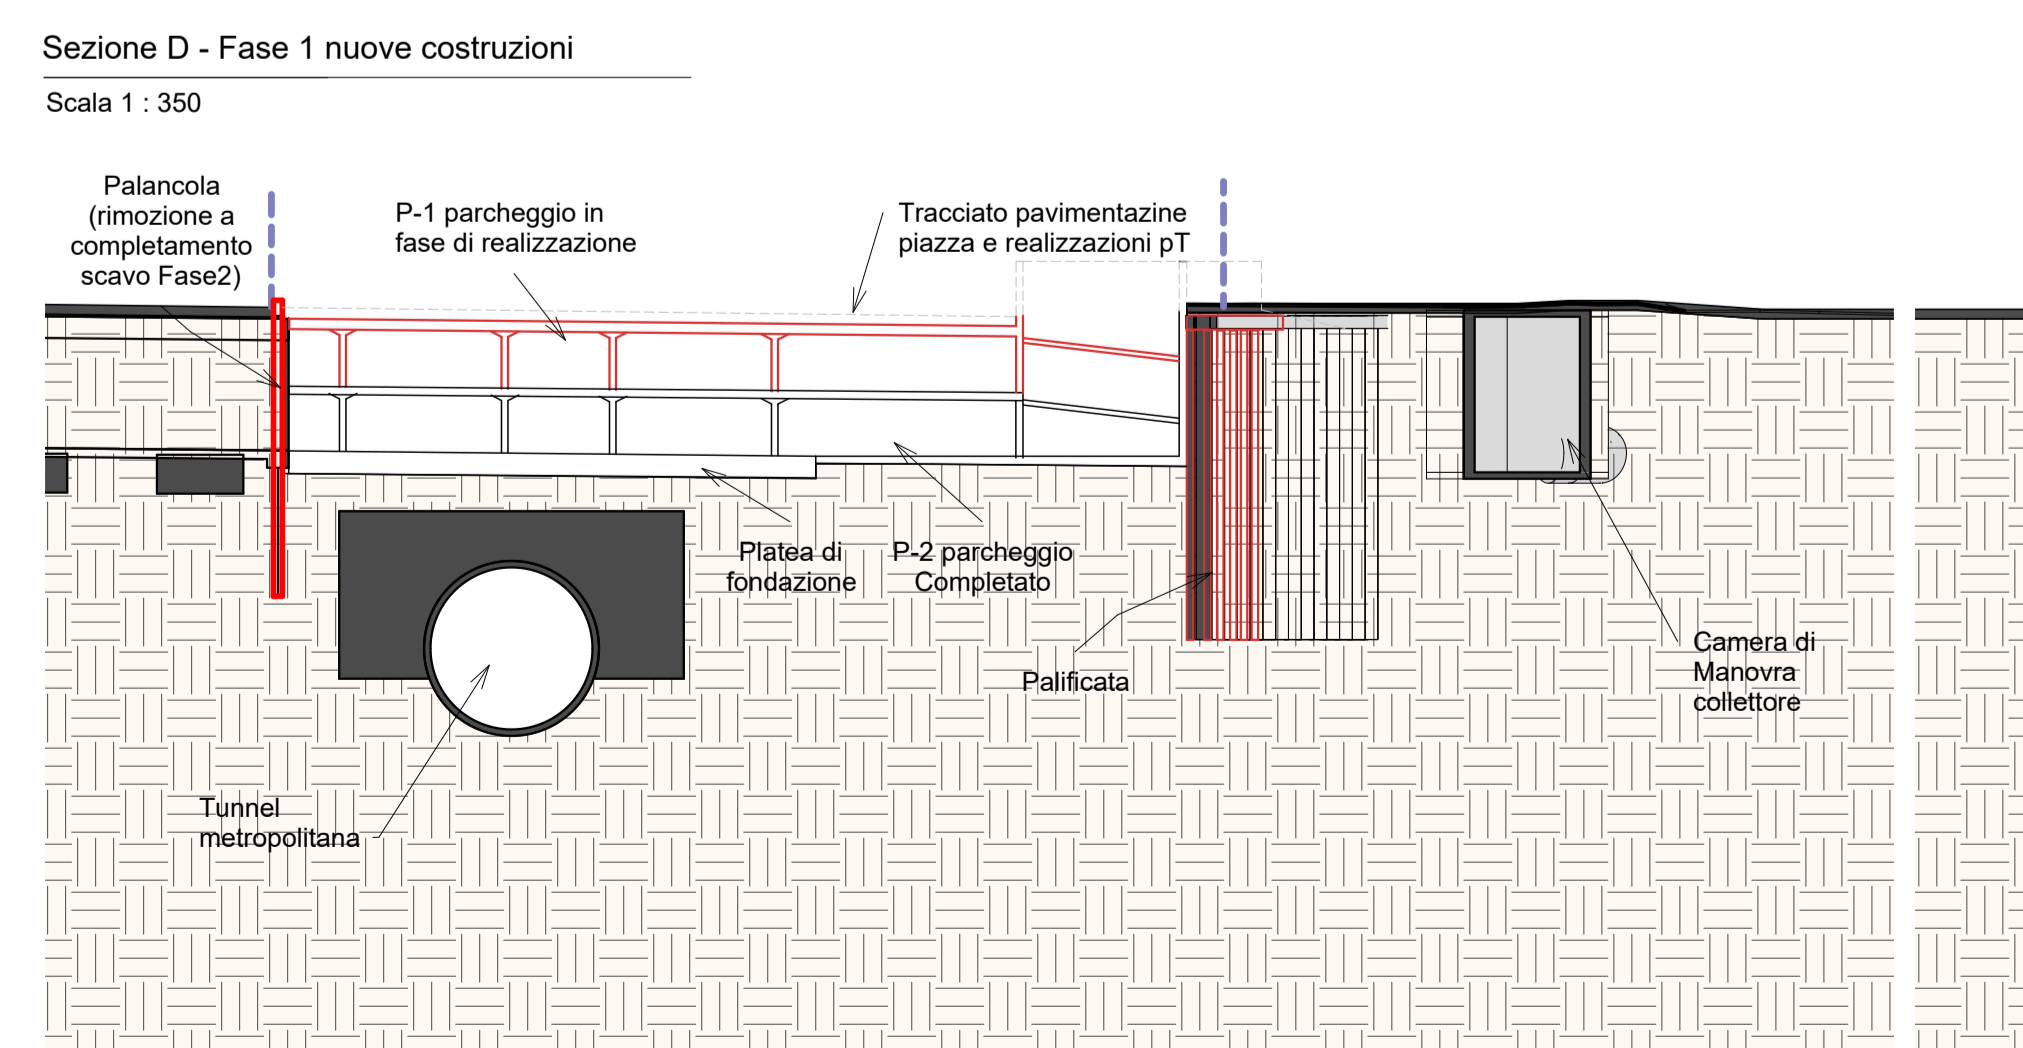 Sezione D - Fase 1 nuove costruzioni
Scala 1 : 350
Palancola
(rimozione a
completamento
scavo Fase2)
P-1 parcheggio in
fase di realizzazione
Tracciato pavimentazine
piazza e realizzazioni pT
Platea di
fondazione
P-2 parcheggio
Completato
Palificata
Camera di
Manovra
collettore
Tunnel
metropolitana